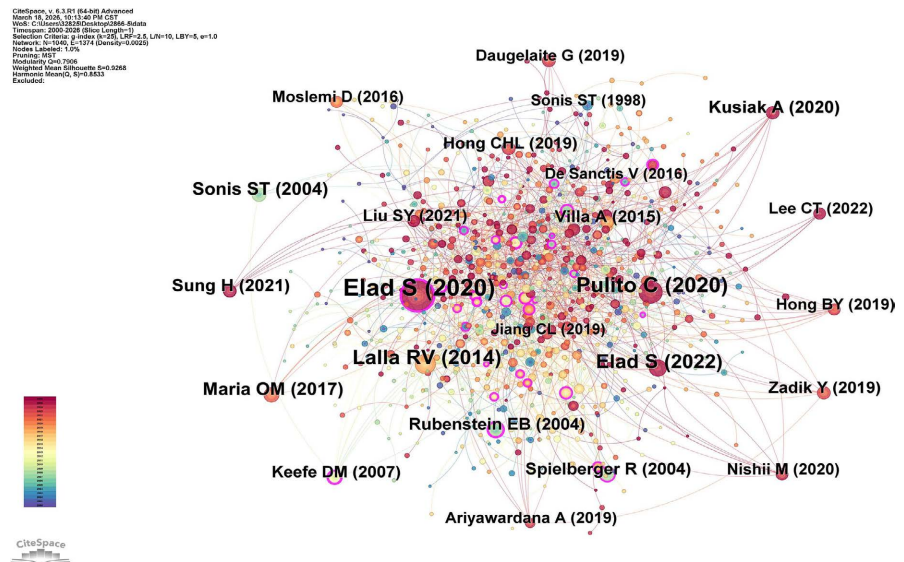 CiteSpace, v. 6.3.R1 (64-bit) Advanced
March 18, 2026, 10:13:40 PM CST
WoS: C:\Users\32825\Desktop\2866-5\data
Timespan: 2000-2026 (Slice Length=1)
Selection Criteria: g-index (k=25), LRF=2.5, L/N=10, LBY=5, e=1.0
Network: N=1040, E=1374 (Density=0.0025)
Nodes Labeled: 1.0%
Pruning: MST
Modularity Q=0.7906
Weighted Mean Silhouette S=0.9268
Harmonic Mean(Q, S)=0.8533
Excluded:
Daugelaite G (2019)
Moslemi D (2016)
Sonis ST (1998)
Kusiak A (2020)
Hong CHL (2019)
De Sanctis V (2016)
Sonis ST (2004)
Liu SY (2021)
Villa A (2015)
Lee CT (2022)
Sung H (2021)
Elad S (2020)
Pulito C (2020)
Hong BY (2019)
Jiang CL (2019)
Lalla RV (2014)
Elad S (2022)
Maria OM (2017)
Zadik Y (2019)
Rubenstein EB (2004)
Keefe DM (2007)
Spielberger R (2004)
Nishii M (2020)
Ariyawardana A (2019)
CiteSpace